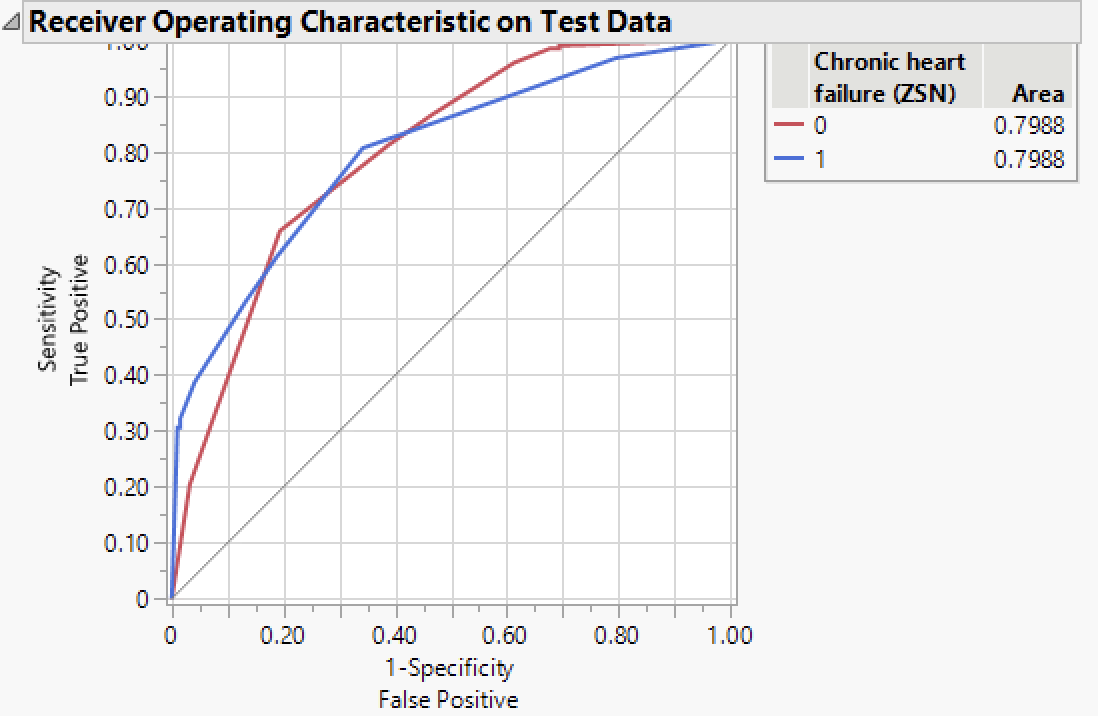 Receiver Operating Characteristic on Test Data
1.00
0.90
0.80
0.70
0.60
0.50
0.40
0.30
0.20
0.10
0
Sensitivity
True Positive
0 0.20 0.40 0.60 0.80 1.00
1-Specificity
False Positive
Chronic heart
failure (ZSN) Area
0 0.7988
1 0.7988